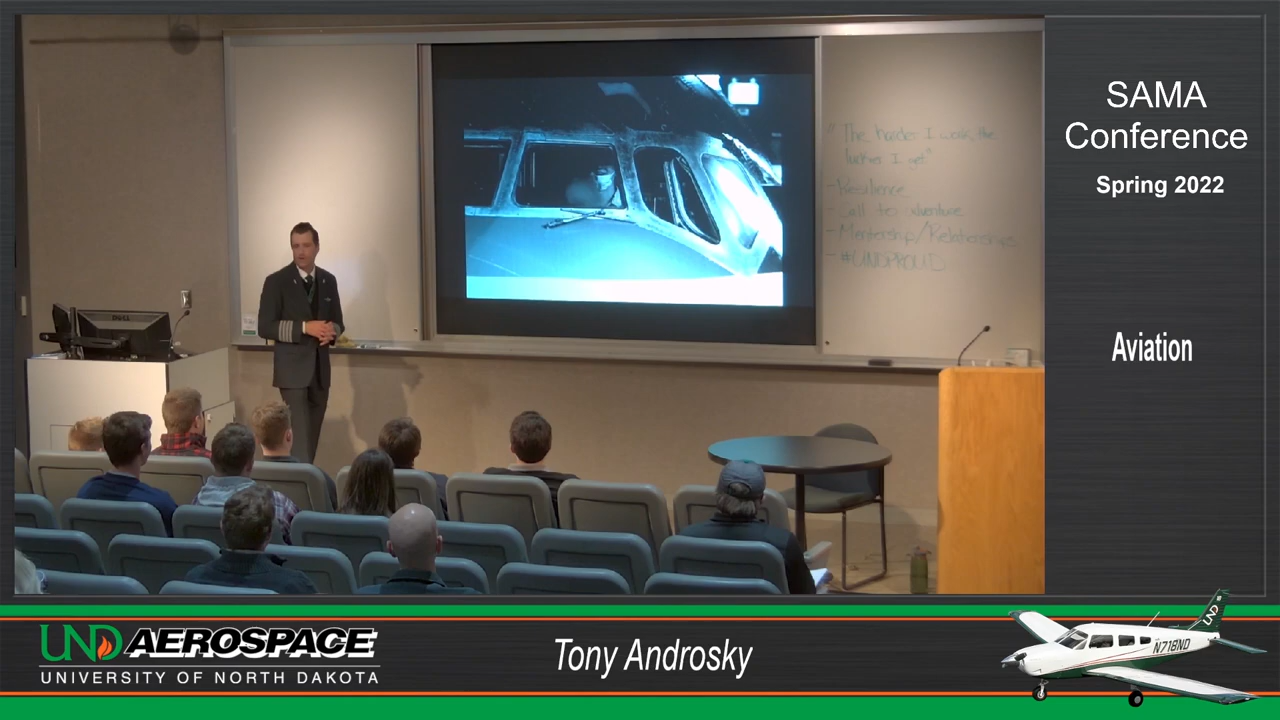 SAMA
Conference
Spring 2022
Aviation
"The harder I work, the
luckier I get"
- Resilience
- Call to adventure
- Mentorship/Relationships
- #UNDPROUD
DELL
UND AEROSPACE
UNIVERSITY OF NORTH DAKOTA
Tony Androsky
UND
N718ND